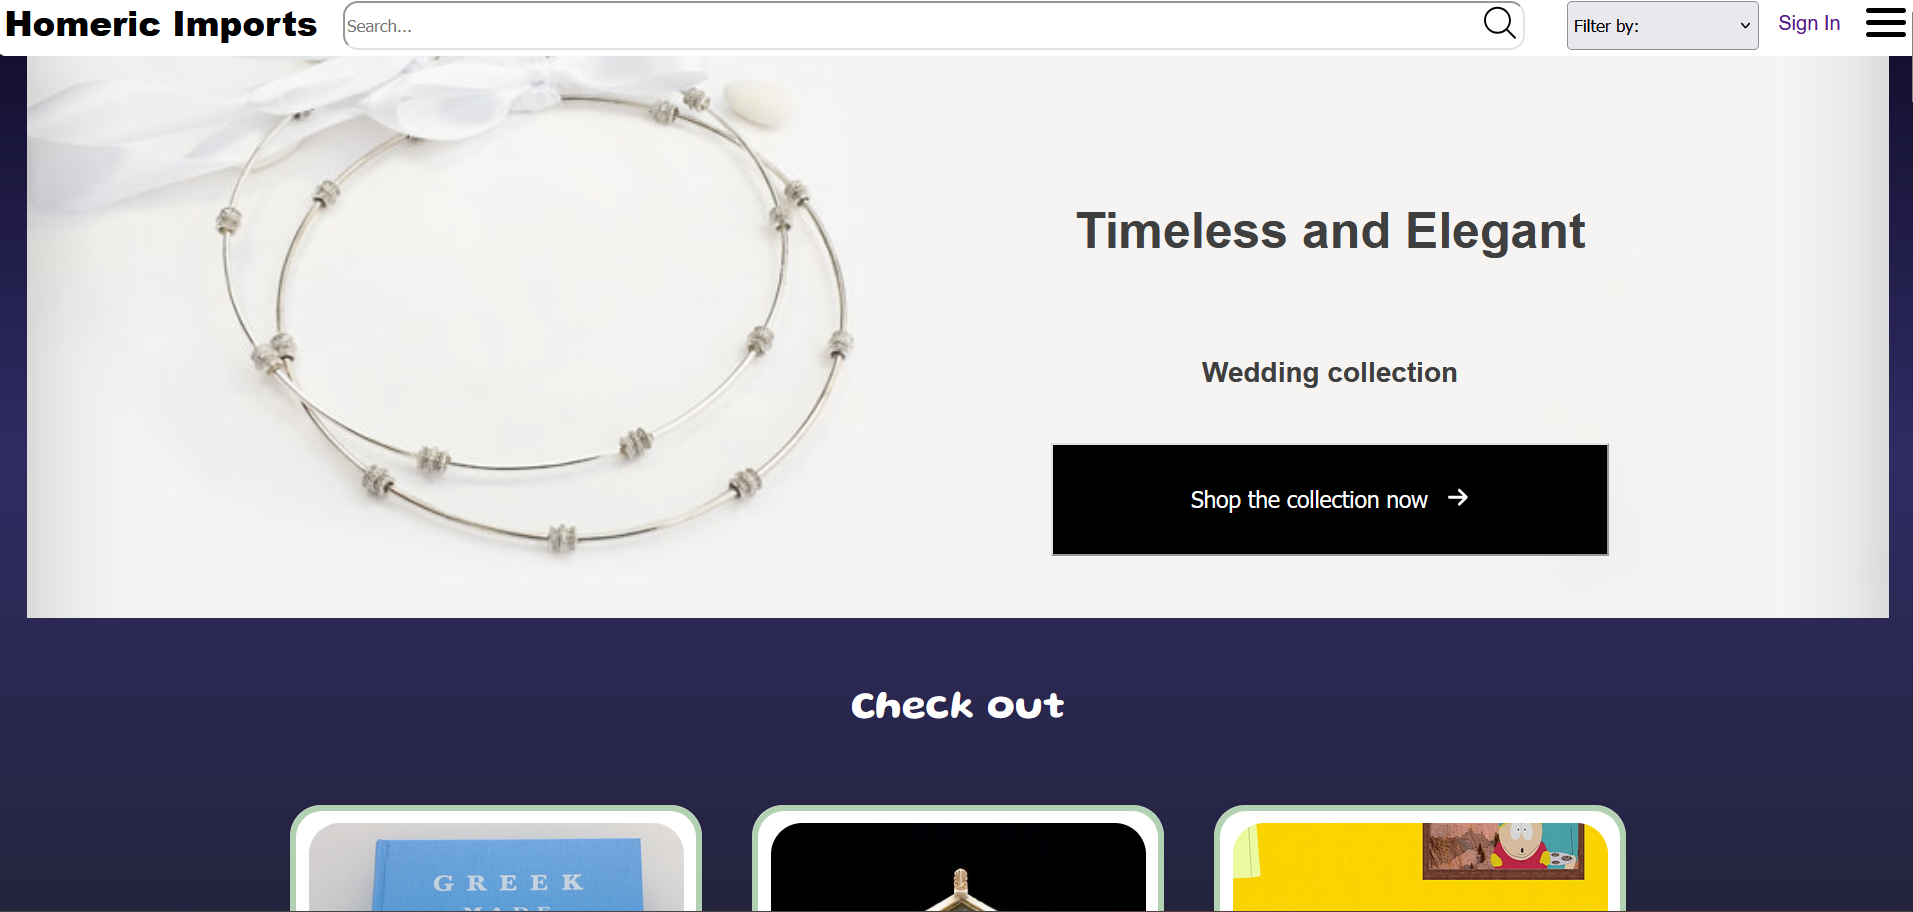 Homeric Imports
Search...
Filter by:
Sign In
Timeless and Elegant
Wedding collection
Shop the collection now
Check out
GREEK
MADE